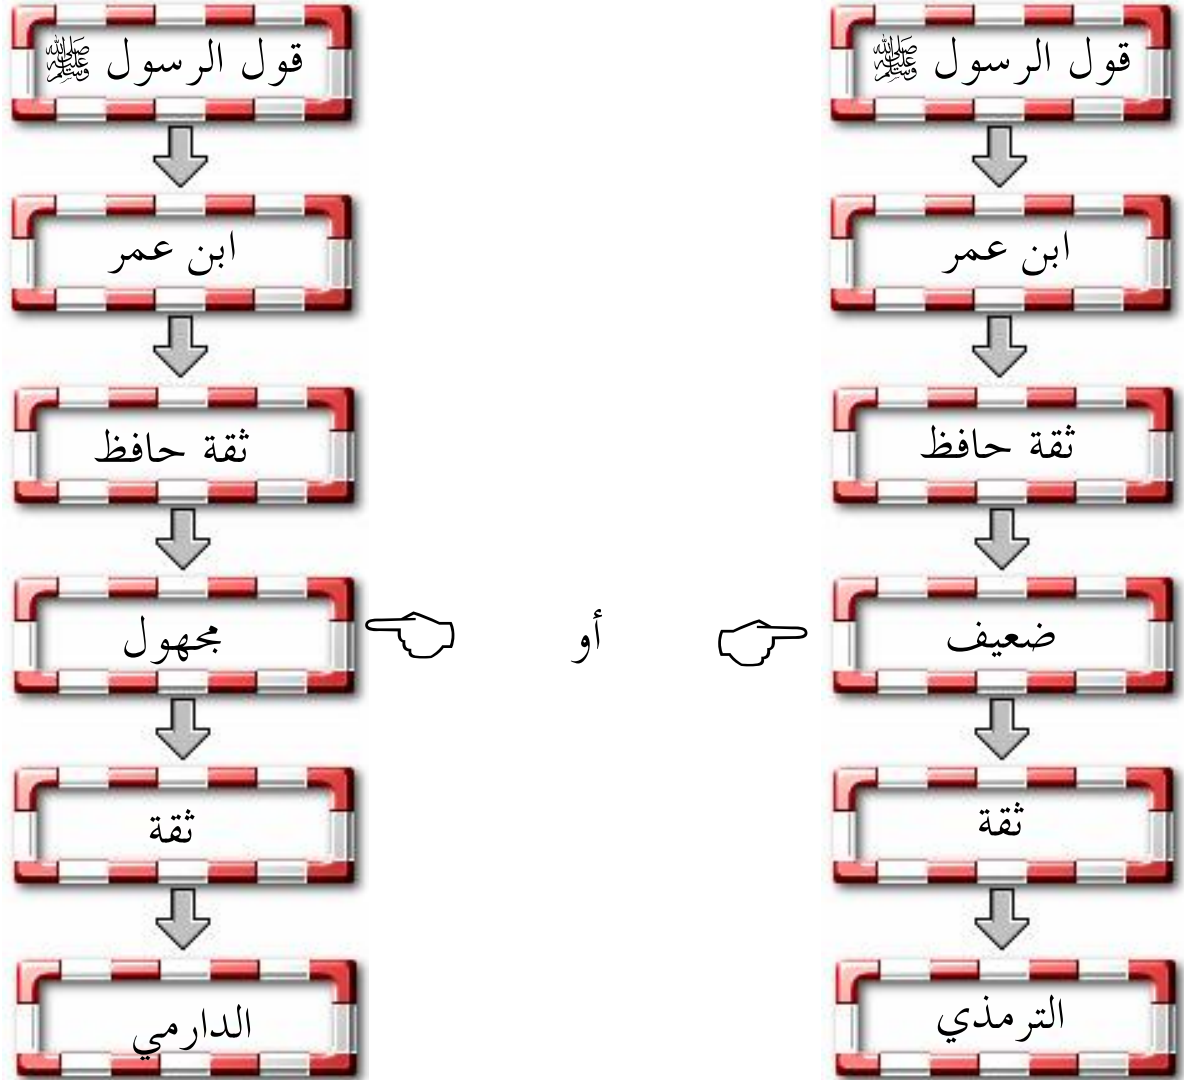 قول الرسول ﷺ
ابن عمر
ثقة حافظ
ضعيف
ثقة
الترمذي
أو
قول الرسول ﷺ
ابن عمر
ثقة حافظ
مجهول
ثقة
الدارمي